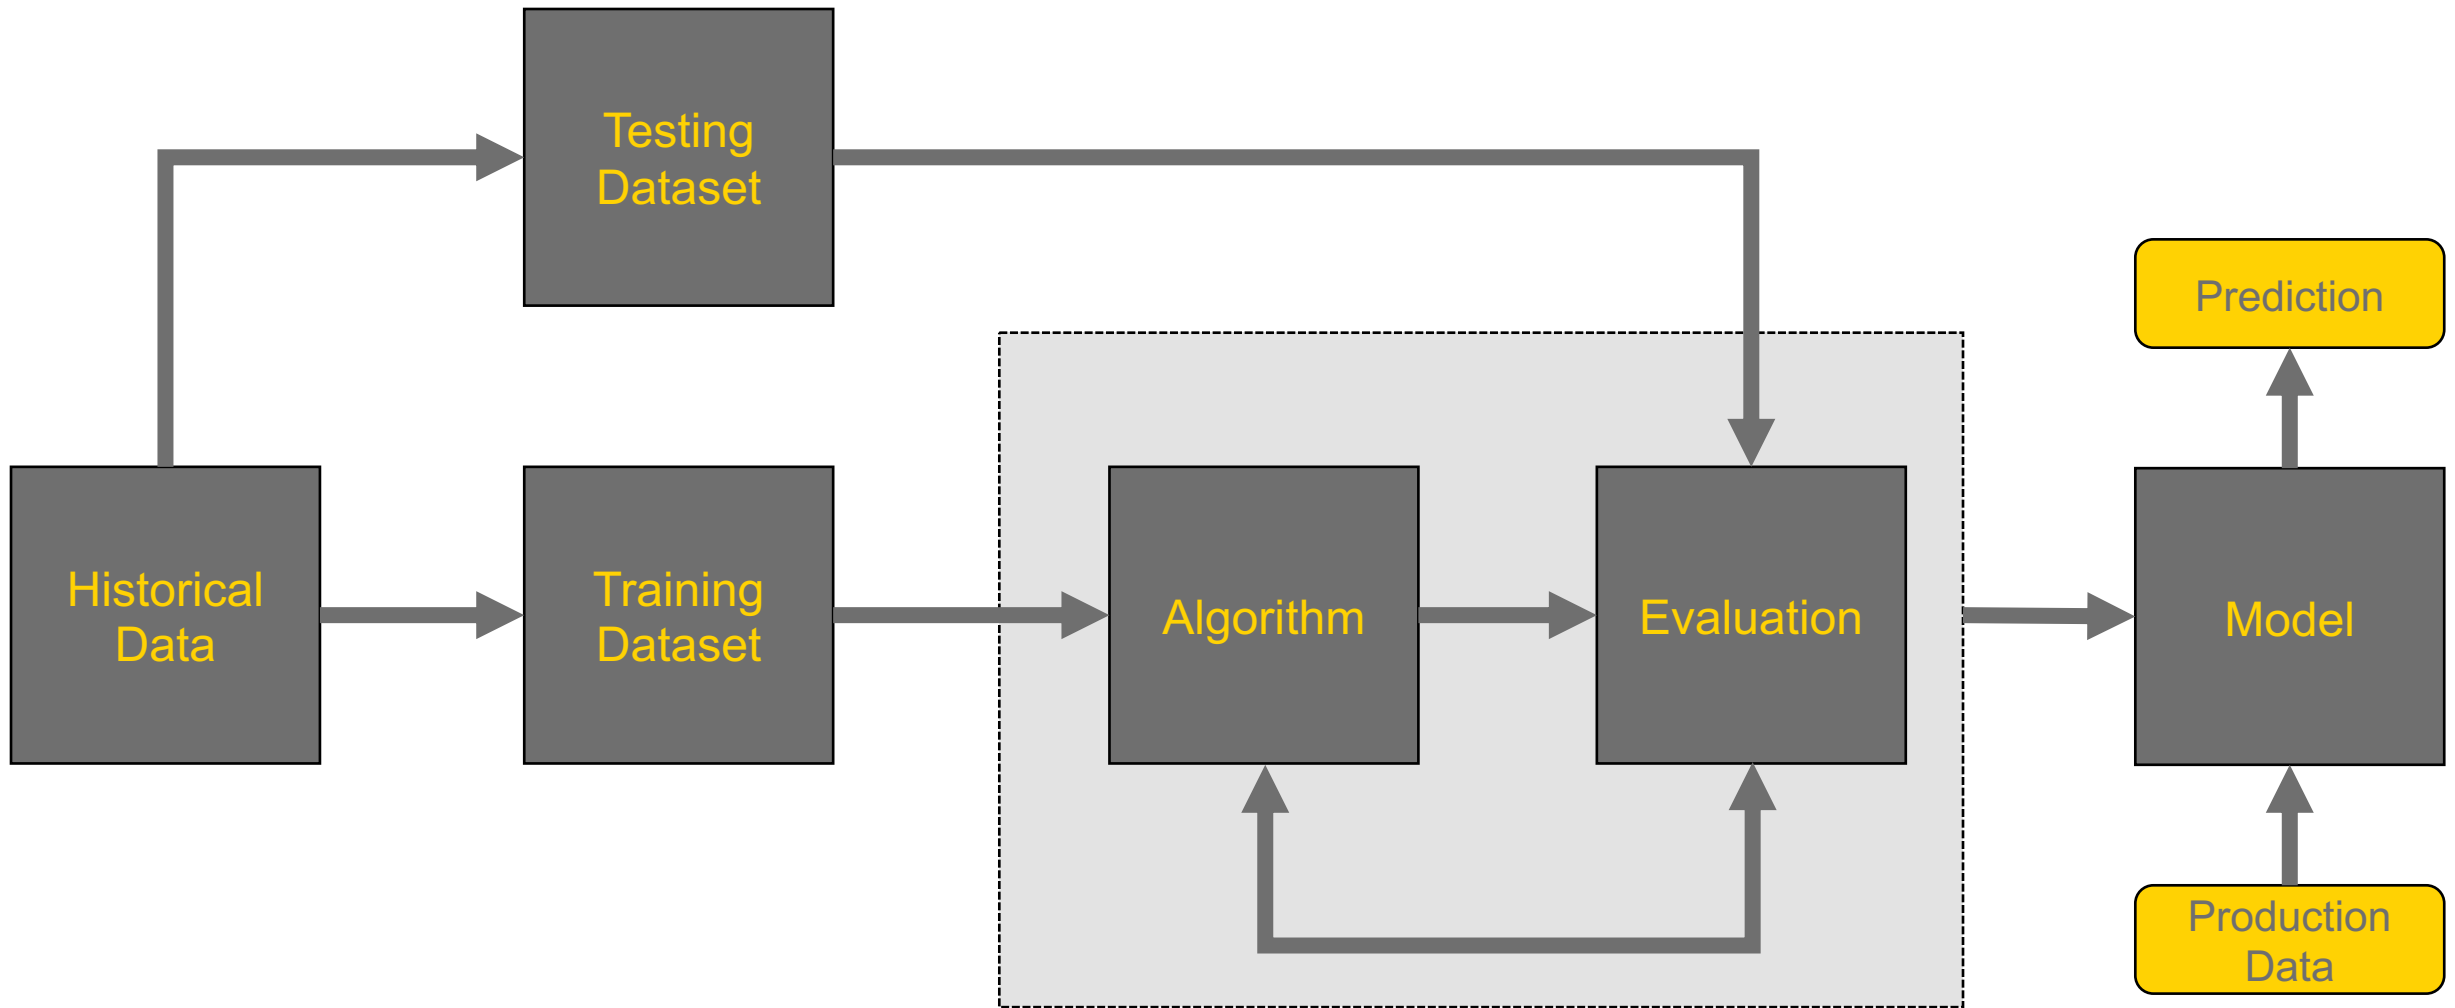 Testing
Dataset
Prediction
Historical
Data
Training
Dataset
Algorithm
Evaluation
Model
Production
Data